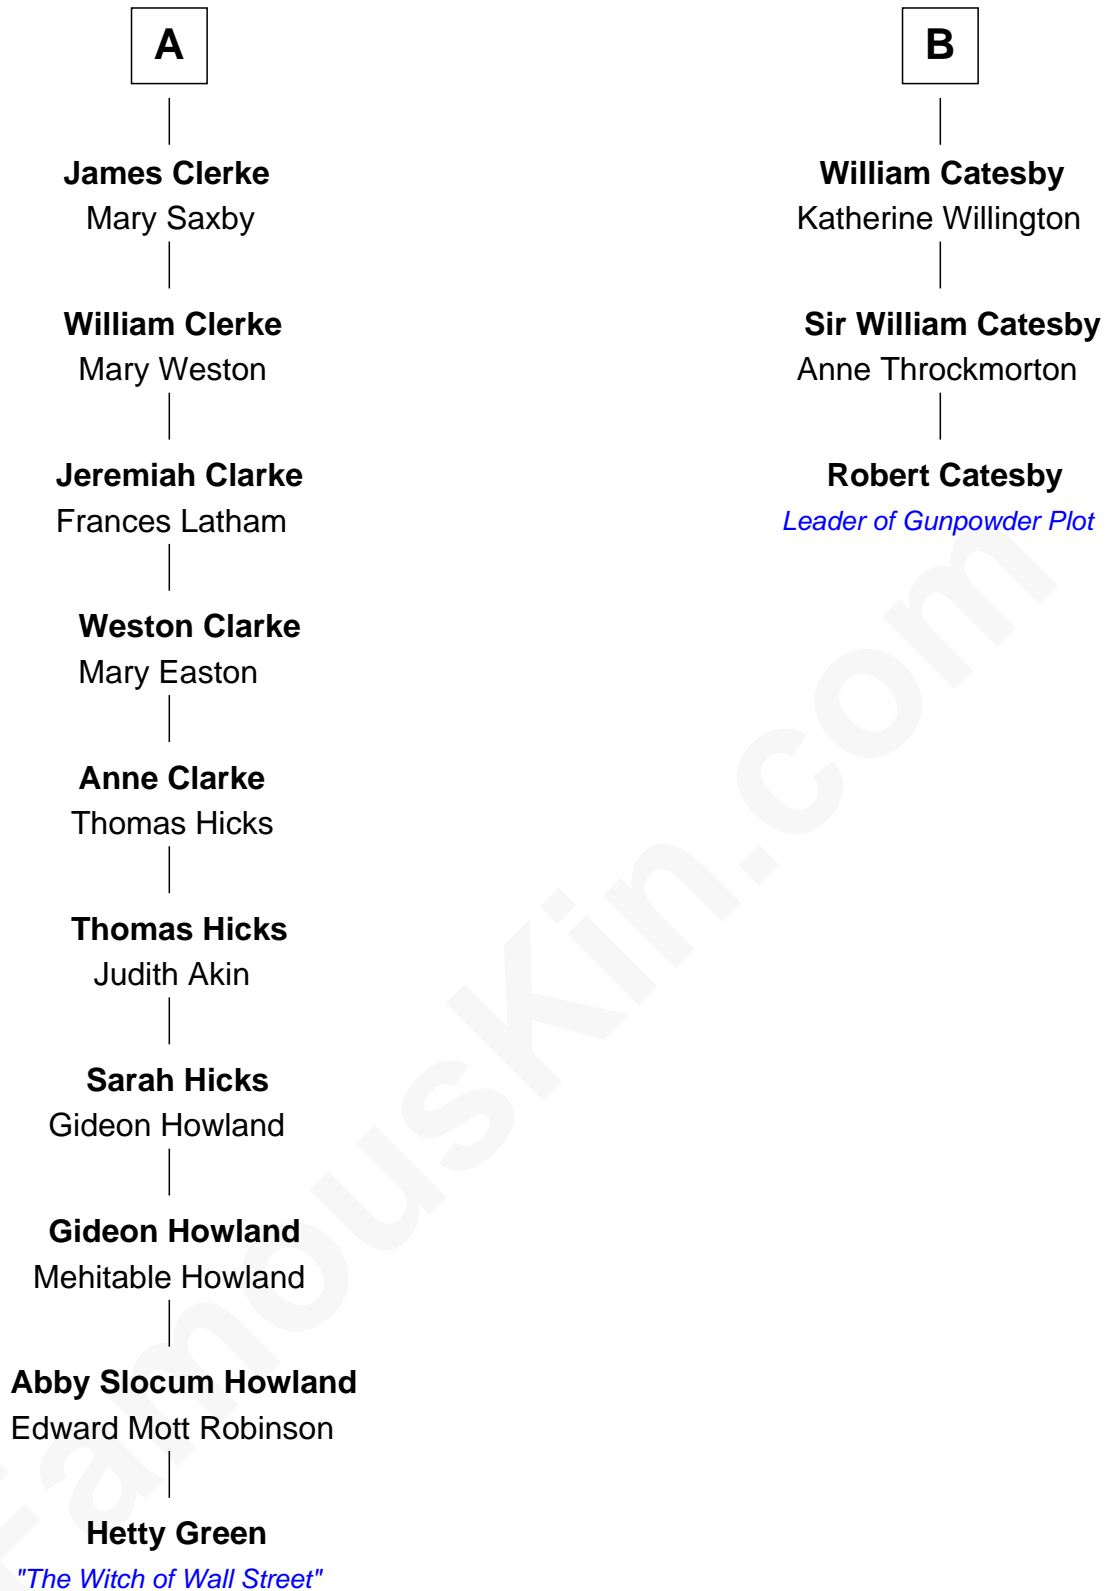 A
James Clerke
Mary Saxby
William Clerke
Mary Weston
Jeremiah Clarke
Frances Latham
Weston Clarke
Mary Easton
Anne Clarke
Thomas Hicks
Thomas Hicks
Judith Akin
Sarah Hicks
Gideon Howland
Gideon Howland
Mehitable Howland
Abby Slocum Howland
Edward Mott Robinson
Hetty Green
"The Witch of Wall Street"
B
William Catesby
Katherine Willington
Sir William Catesby
Anne Throckmorton
Robert Catesby
Leader of Gunpowder Plot
FamousKin.com